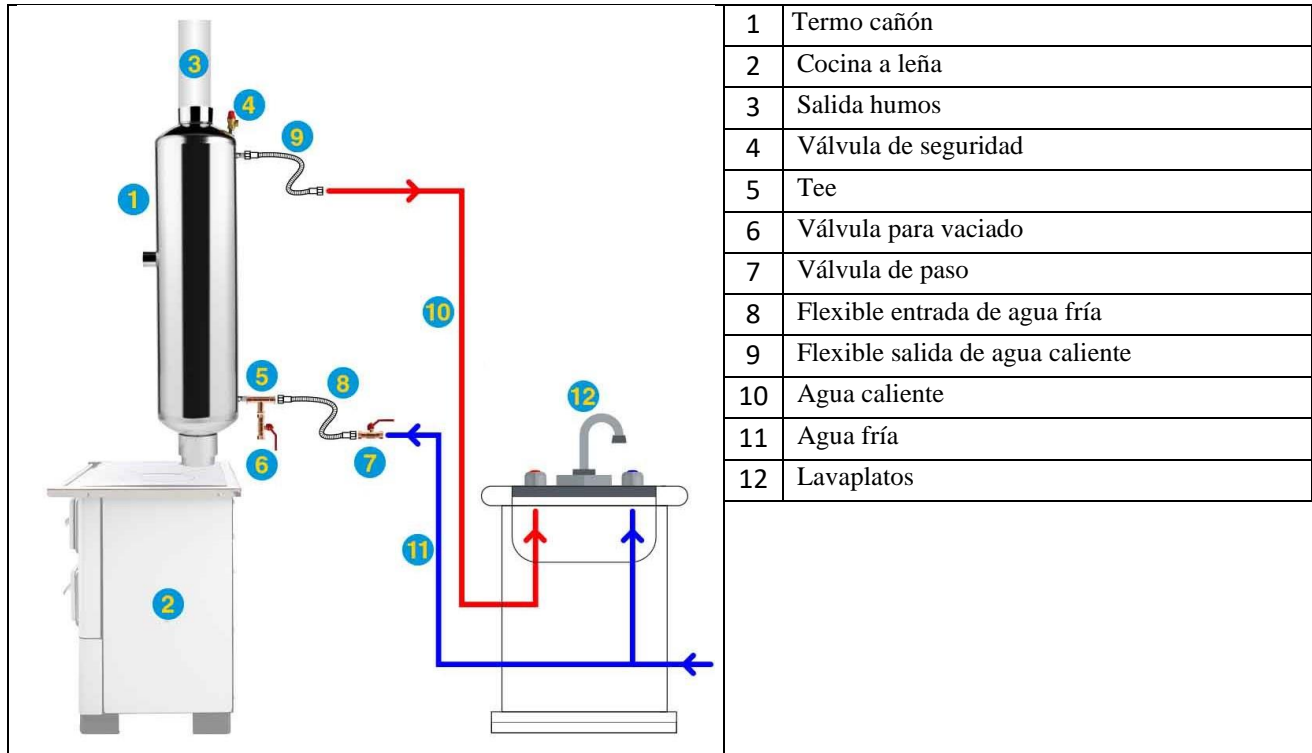 3
4
9
1
10
5
8
12
6
7
11
2
1 Termo cañón
2 Cocina a leña
3 Salida humos
4 Válvula de seguridad
5 Tee
6 Válvula para vaciado
7 Válvula de paso
8 Flexible entrada de agua fría
9 Flexible salida de agua caliente
10 Agua caliente
11 Agua fría
12 Lavaplatos